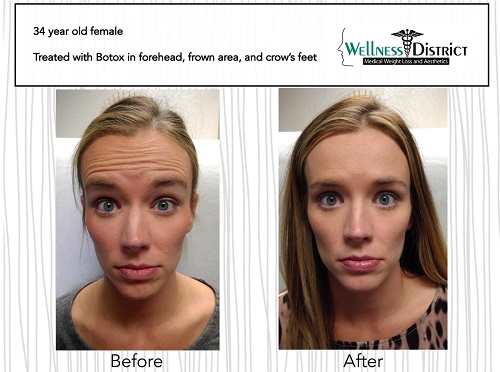 34 year old female
Treated with Botox in forehead, frown area, and crow's feet
WELLNESS DISTRICT
Medical Weight Loss and Aesthetics
Before
After